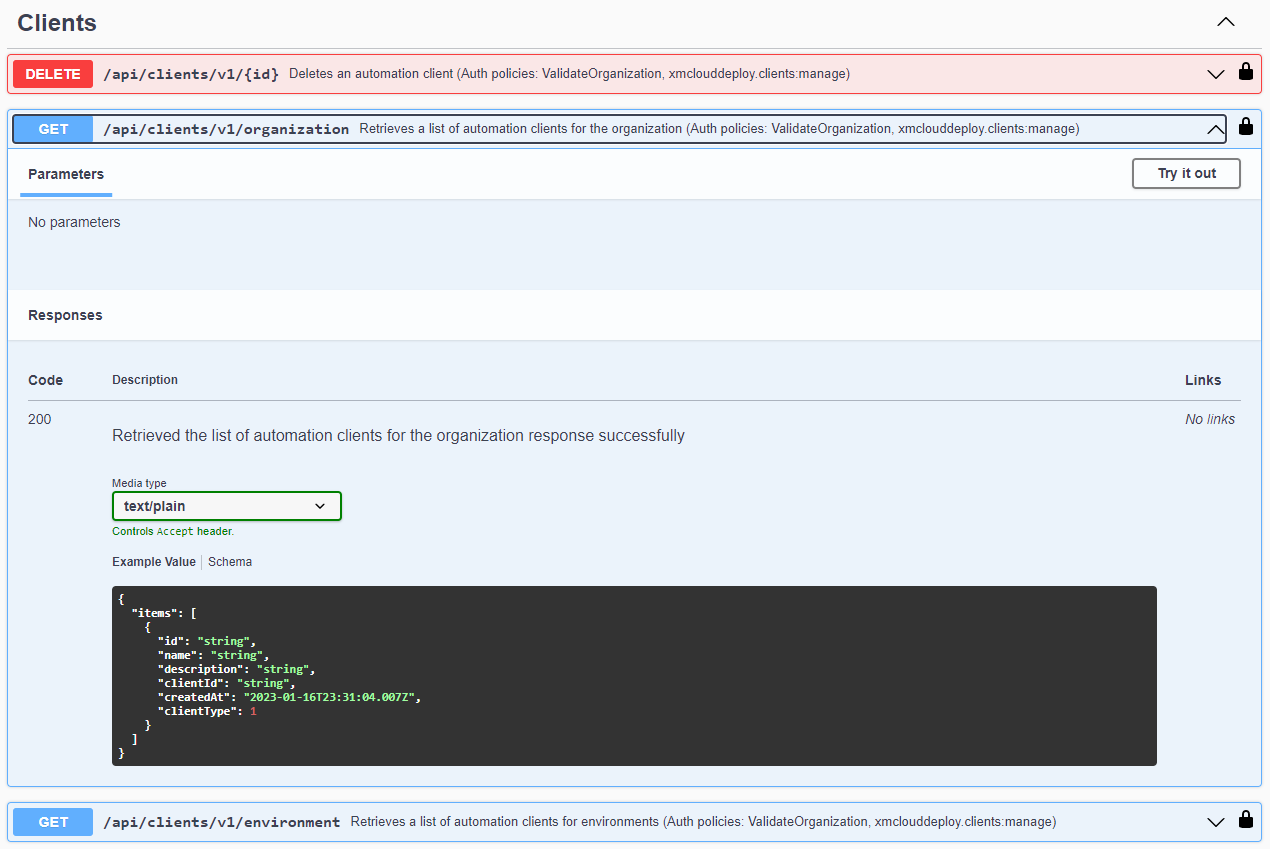 Clients
DELETE /api/clients/v1/{id} Deletes an automation client (Auth policies: ValidateOrganization, xmclouddeploy.clients:manage)
GET /api/clients/v1/organization Retrieves a list of automation clients for the organization (Auth policies: ValidateOrganization, xmclouddeploy.clients:manage)
Parameters Try it out
No parameters
Responses
Code Description Links
200 No links
Retrieved the list of automation clients for the organization response successfully
Media type
text/plain
Controls Accept header.
Example Value Schema
{
  "items": [
    {
      "id": "string",
      "name": "string",
      "description": "string",
      "clientId": "string",
      "createdAt": "2023-01-16T23:31:04.007Z",
      "clientType": 1
    }
  ]
}
GET /api/clients/v1/environment Retrieves a list of automation clients for environments (Auth policies: ValidateOrganization, xmclouddeploy.clients:manage)